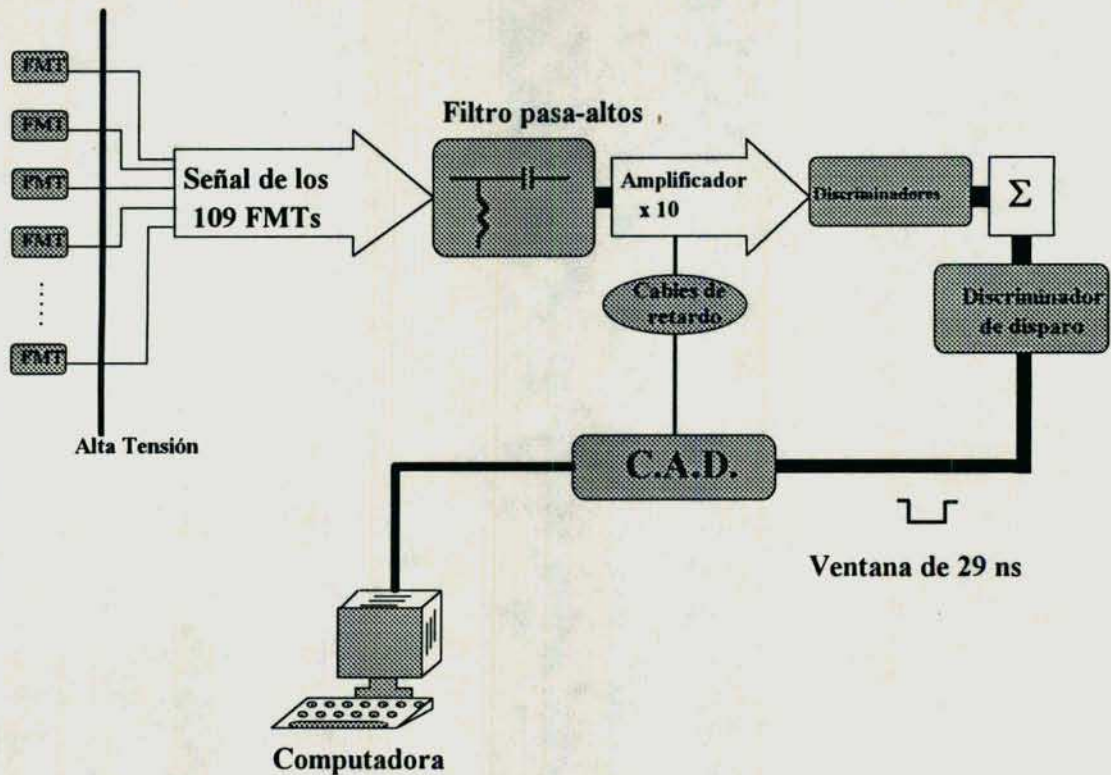 FMT
FMT
FMT
FMT
FMT
Alta Tensión
Señal de los
109 FMTs
Filtro pasa-altos
Amplificador
x 10
Discriminadores
Σ
Cables de
retardo
Discriminador
de disparo
C.A.D.
Ventana de 29 ns
Computadora